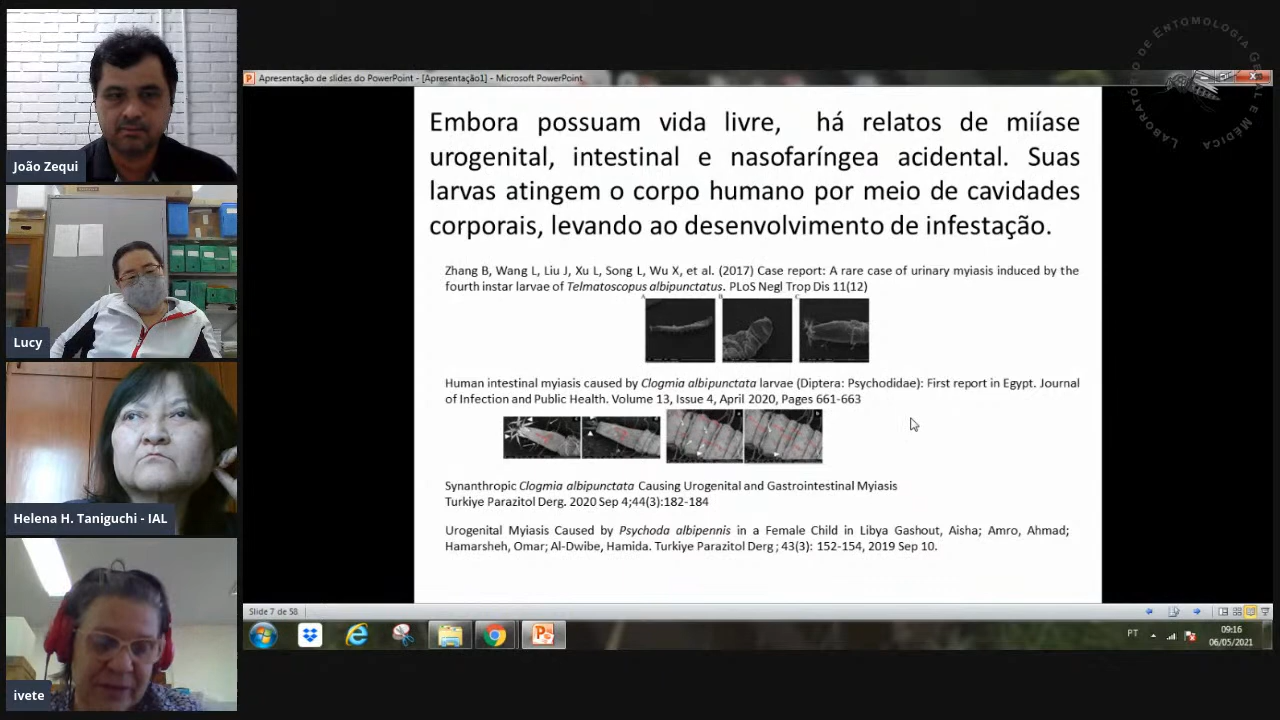 João Zequi
Lucy
Helena H. Taniguchi - IAL
ivete
LABORATÓRIO DE ENTOMOLOGIA GERAL E MÉDICA
Apresentação de slides do PowerPoint - [Apresentação1] - Microsoft PowerPoint
Embora possuam vida livre, há relatos de miíase
urogenital, intestinal e nasofaríngea acidental. Suas
larvas atingem o corpo humano por meio de cavidades
corporais, levando ao desenvolvimento de infestação.
Zhang B, Wang L, Liu J, Xu L, Song L, Wu X, et al. (2017) Case report: A rare case of urinary myiasis induced by the
fourth instar larvae of Telmatoscopus albipunctatus. PLoS Negl Trop Dis 11(12)
A B C
Human intestinal myiasis caused by Clogmia albipunctata larvae (Diptera: Psychodidae): First report in Egypt. Journal
of Infection and Public Health. Volume 13, Issue 4, April 2020, Pages 661-663
Synanthropic Clogmia albipunctata Causing Urogenital and Gastrointestinal Myiasis
Turkiye Parazitol Derg. 2020 Sep 4;44(3):182-184
Urogenital Myiasis Caused by Psychoda albipennis in a Female Child in Libya Gashout, Aisha; Amro, Ahmad;
Hamarsheh, Omar; Al-Dwibe, Hamida. Turkiye Parazitol Derg ; 43(3): 152-154, 2019 Sep 10.
Slide 7 de 58
PT
09:16
06/05/2021